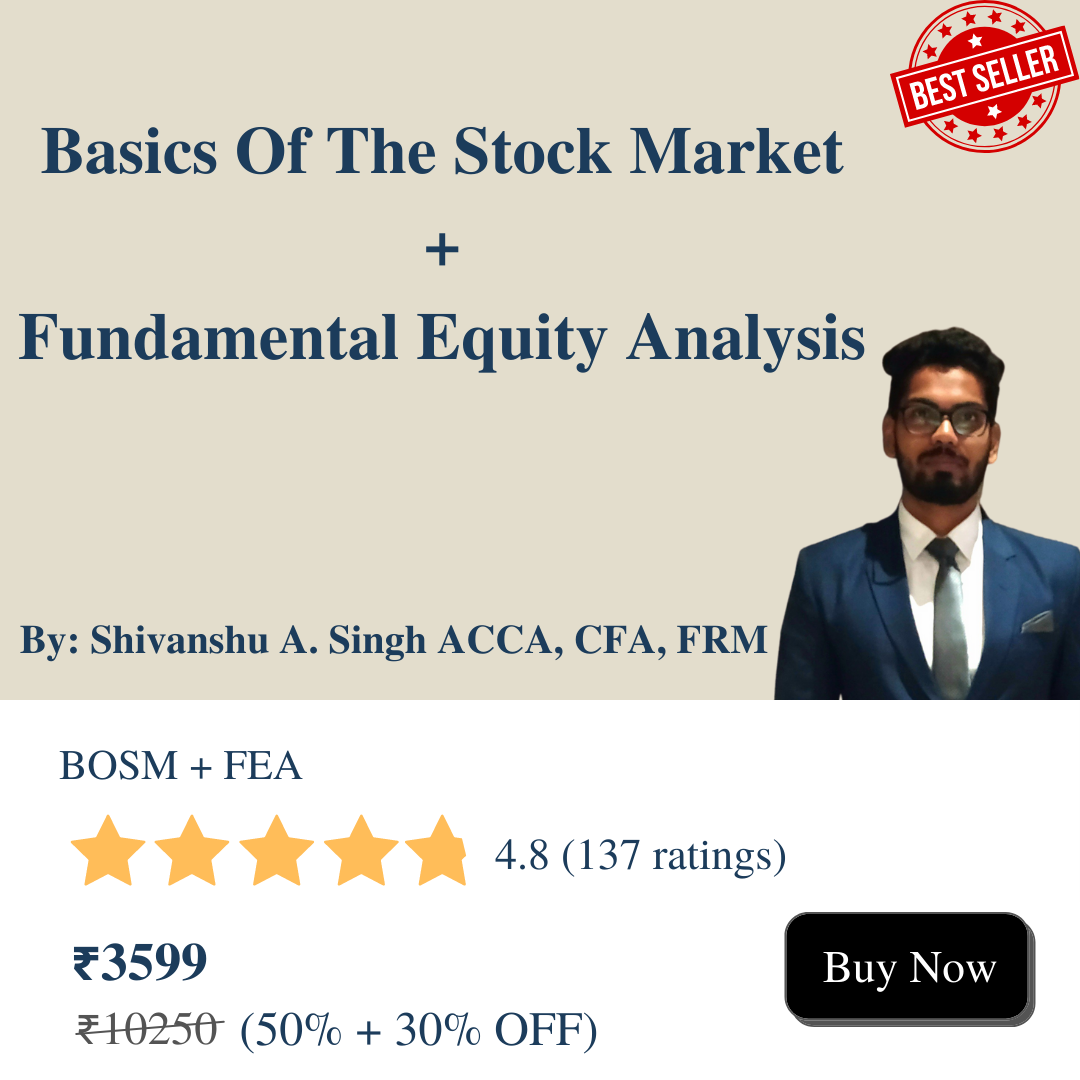 BEST SELLER
Basics Of The Stock Market
+
Fundamental Equity Analysis
By: Shivanshu A. Singh ACCA, CFA, FRM
BOSM + FEA
4.8 (137 ratings)
₹3599
Buy Now
₹10250 (50% + 30% OFF)